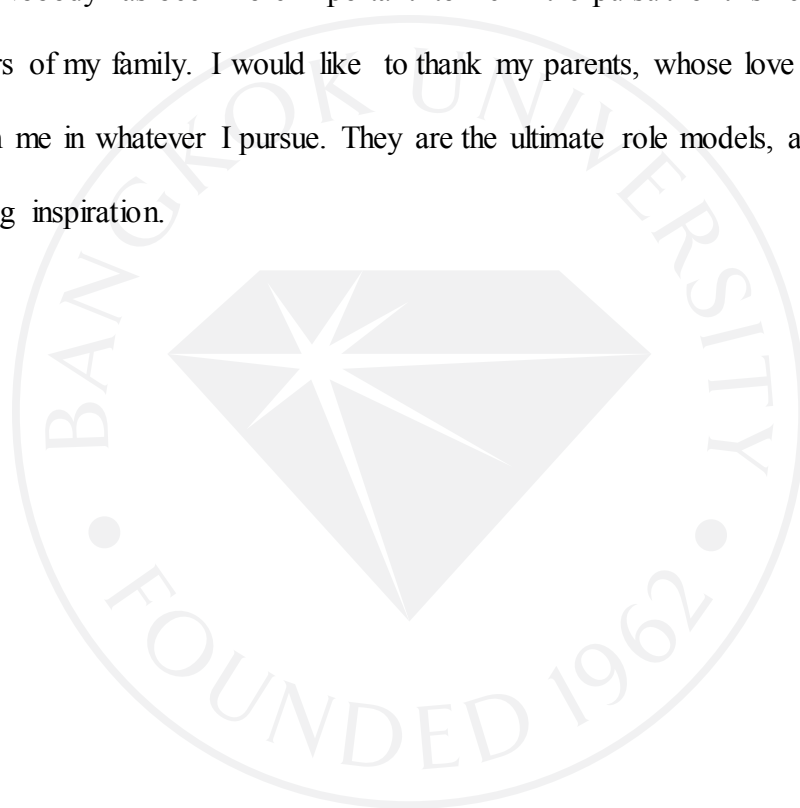 rs of my family. I would like to thank my parents, whose love
me in whatever I pursue. They are the ultimate role models, a
g inspiration.
BANGKOK UNIVERSITY
FOUNDED 1962